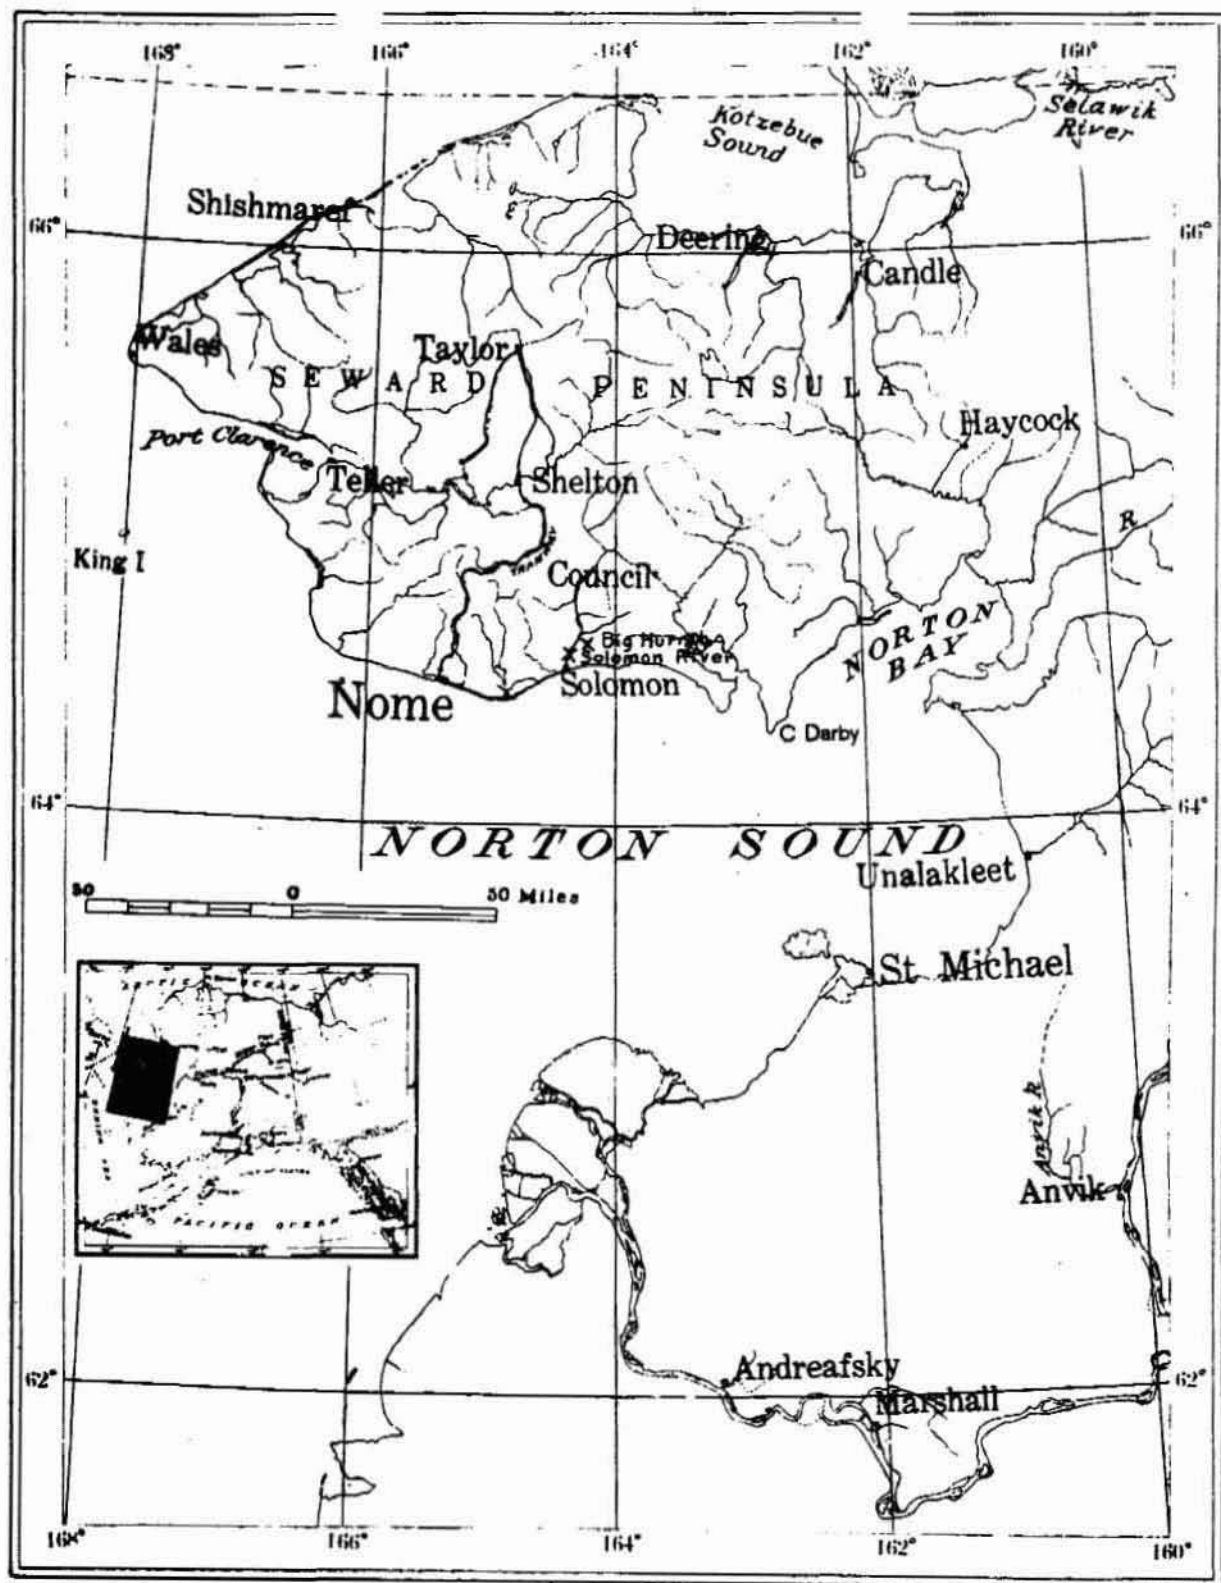 168° 166° 164° 162° 160°
Kotzebue
Sound
Selawik
River
Shishmaref
66° 66°
Deering
Candle
Wales
Taylor
SEWARD PENINSULA
Haycock
Port Clarence
Teller
Shelton
R
King I
TRAMWAY
Council
NORTON
BAY
Big Hurrah
Solomon River
Solomon
Nome
C Darby
64° 64°
NORTON SOUND
Unalakleet
50 0 50 Miles
St Michael
ARCTIC OCEAN
Anvik R
Anvik
PACIFIC OCEAN
Andreafsky
62° 62°
Marshall
168° 166° 164° 162° 160°